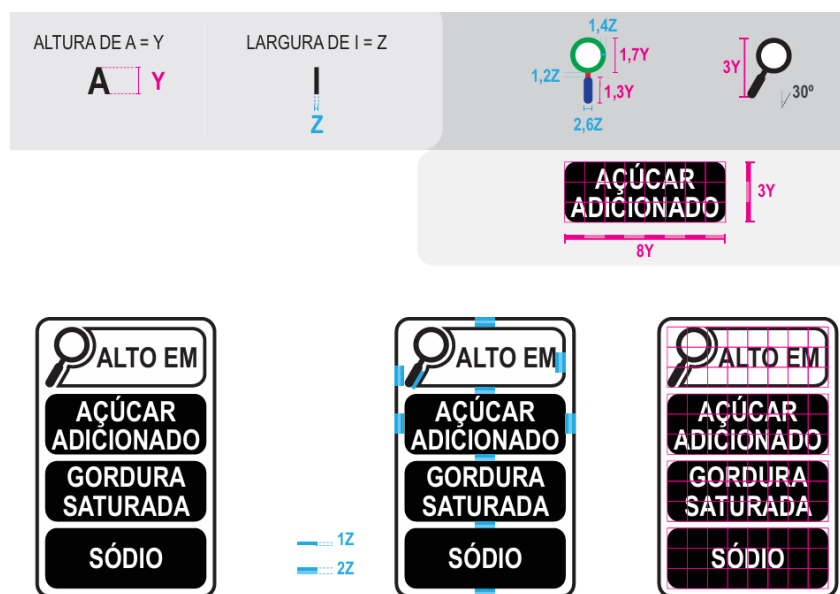 ALTURA DE A = Y
A
Y
LARGURA DE I = Z
I
Z
1,4Z
1,7Y
1,2Z
1,3Y
2,6Z
3Y
30º
AÇÚCAR
ADICIONADO
3Y
8Y
ALTO EM
AÇÚCAR
ADICIONADO
GORDURA
SATURADA
SÓDIO
1Z
2Z
ALTO EM
AÇÚCAR
ADICIONADO
GORDURA
SATURADA
SÓDIO
ALTO EM
AÇÚCAR
ADICIONADO
GORDURA
SATURADA
SÓDIO